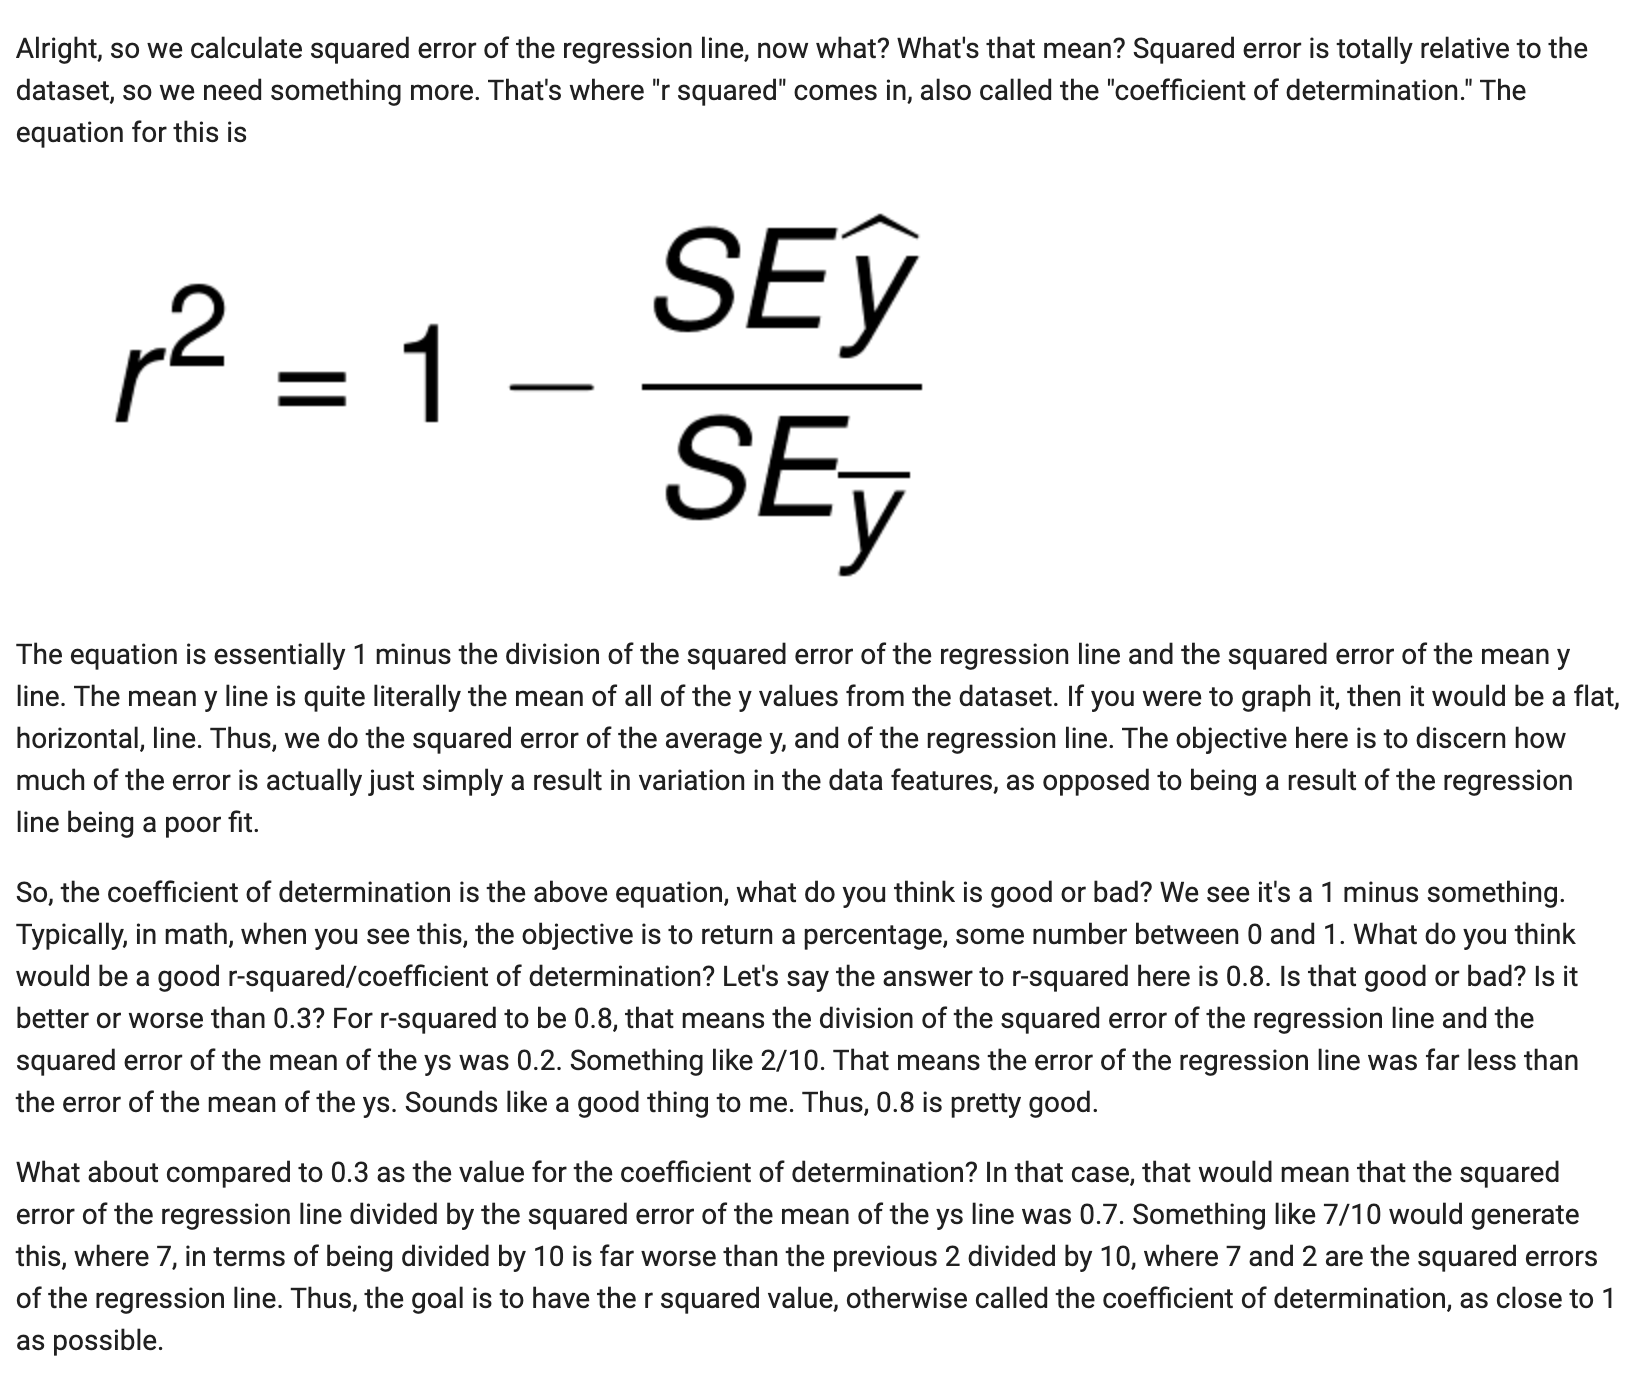 Alright, so we calculate squared error of the regression line, now what? What's that mean? Squared error is totally relative to the
dataset, so we need something more. That's where "r squared" comes in, also called the "coefficient of determination." The
equation for this is
r² = 1 − SEŷ / SEȳ
The equation is essentially 1 minus the division of the squared error of the regression line and the squared error of the mean y
line. The mean y line is quite literally the mean of all of the y values from the dataset. If you were to graph it, then it would be a flat,
horizontal, line. Thus, we do the squared error of the average y, and of the regression line. The objective here is to discern how
much of the error is actually just simply a result in variation in the data features, as opposed to being a result of the regression
line being a poor fit.
So, the coefficient of determination is the above equation, what do you think is good or bad? We see it's a 1 minus something.
Typically, in math, when you see this, the objective is to return a percentage, some number between 0 and 1. What do you think
would be a good r-squared/coefficient of determination? Let's say the answer to r-squared here is 0.8. Is that good or bad? Is it
better or worse than 0.3? For r-squared to be 0.8, that means the division of the squared error of the regression line and the
squared error of the mean of the ys was 0.2. Something like 2/10. That means the error of the regression line was far less than
the error of the mean of the ys. Sounds like a good thing to me. Thus, 0.8 is pretty good.
What about compared to 0.3 as the value for the coefficient of determination? In that case, that would mean that the squared
error of the regression line divided by the squared error of the mean of the ys line was 0.7. Something like 7/10 would generate
this, where 7, in terms of being divided by 10 is far worse than the previous 2 divided by 10, where 7 and 2 are the squared errors
of the regression line. Thus, the goal is to have the r squared value, otherwise called the coefficient of determination, as close to 1
as possible.